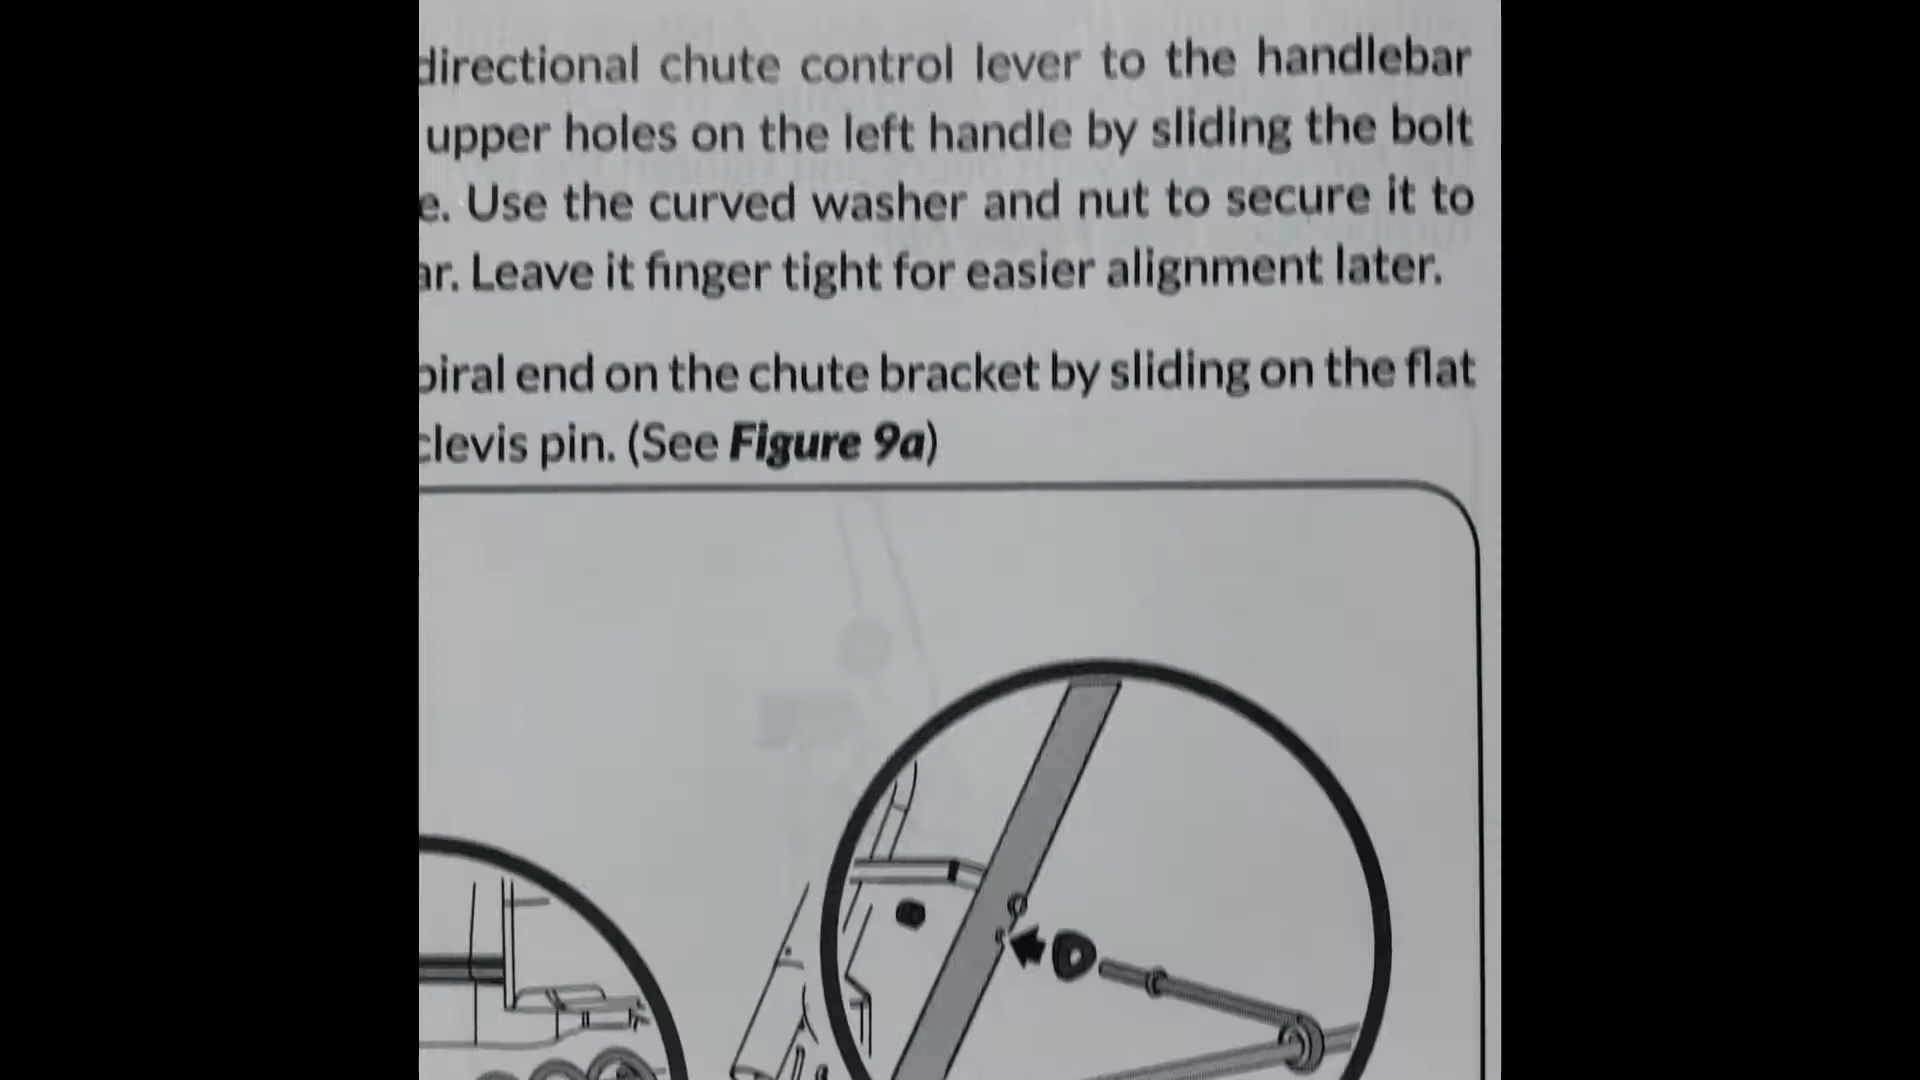 directional chute control lever to the handlebar
upper holes on the left handle by sliding the bolt
e. Use the curved washer and nut to secure it to
ar. Leave it finger tight for easier alignment later.
piral end on the chute bracket by sliding on the flat
clevis pin. (See Figure 9a)